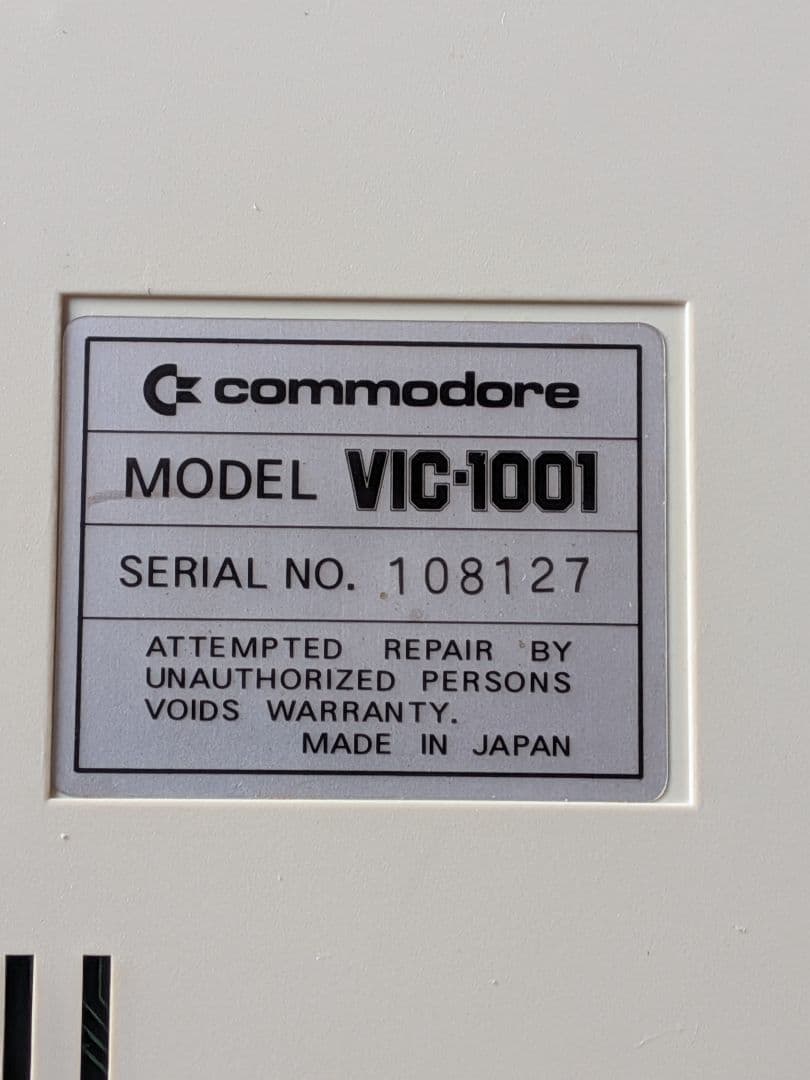 commodore
MODEL VIC-1001
SERIAL NO. 108127
ATTEMPTED REPAIR BY
UNAUTHORIZED PERSONS
VOIDS WARRANTY.
MADE IN JAPAN